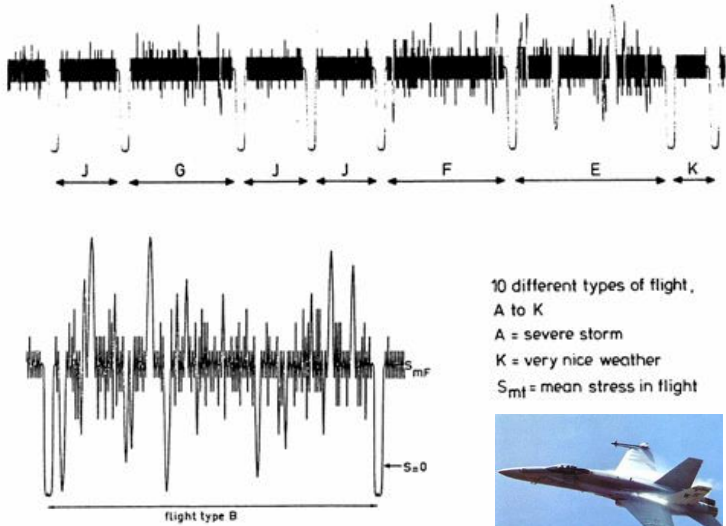 J G J J F E K
10 different types of flight,
A to K
A = severe storm
K = very nice weather
Smf = mean stress in flight
SmF
S=0
flight type B